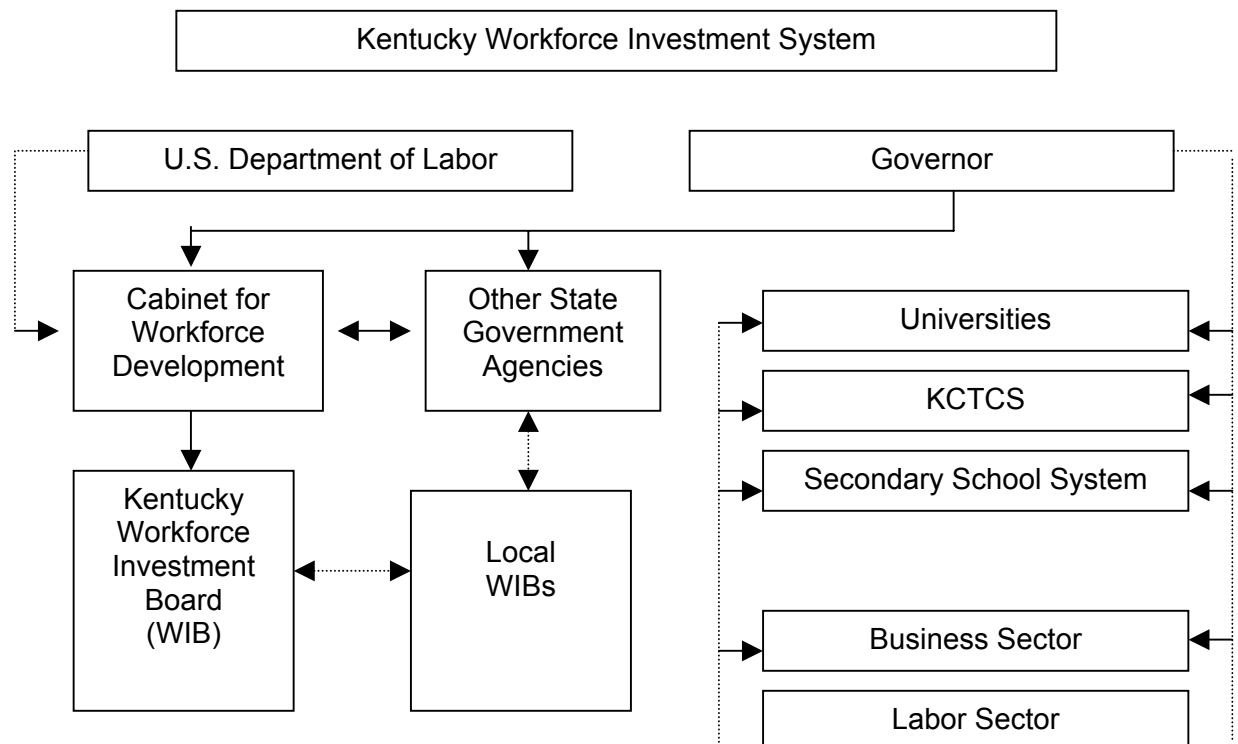 Kentucky Workforce Investment System
U.S. Department of Labor
Governor
Cabinet for
Workforce
Development
Other State
Government
Agencies
Universities
KCTCS
Secondary School System
Kentucky
Workforce
Investment
Board
(WIB)
Local
WIBs
Business Sector
Labor Sector